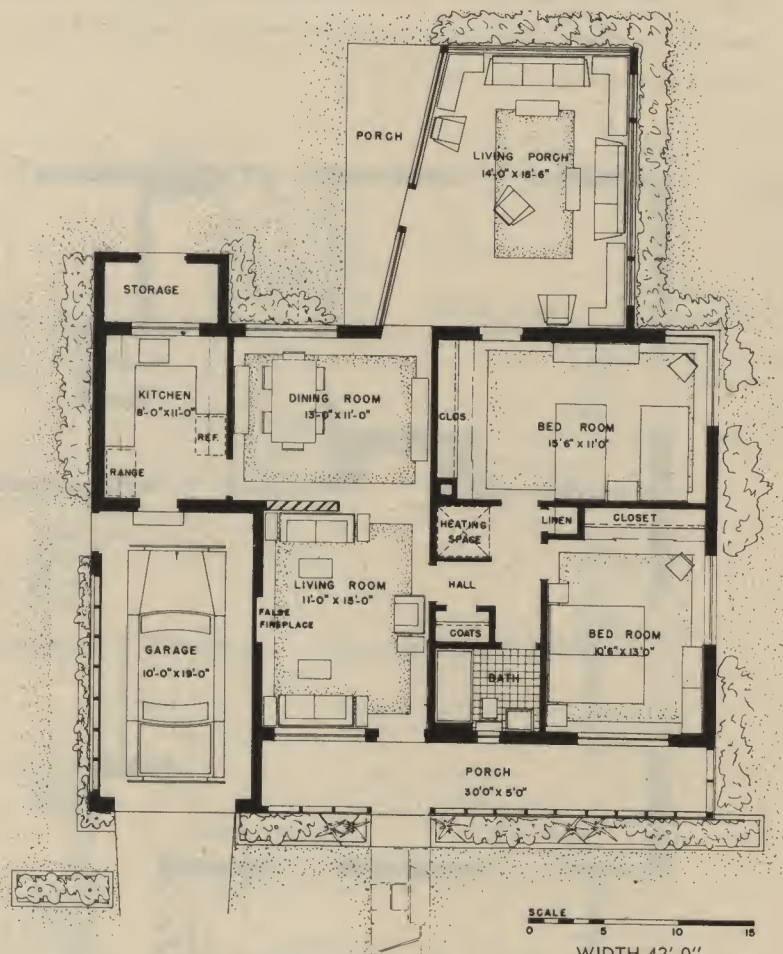 PORCH
LIVING PORCH
14'-0" X 18'-6"
STORAGE
KITCHEN
8'-0" X 11'-0"
REF.
RANGE
DINING ROOM
13'-0" X 11'-0"
CLOS.
BED ROOM
15'6" X 11'0"
HEATING
SPACE
LINEN
CLOSET
HALL
LIVING ROOM
11'-0" X 15'-0"
FALSE
FIREPLACE
COATS
GARAGE
10'-0" X 19'-0"
BED ROOM
10'6" X 13'0"
BATH
PORCH
30'0" X 5'0"
SCALE
0 5 10 15
WIDTH 42'-0"